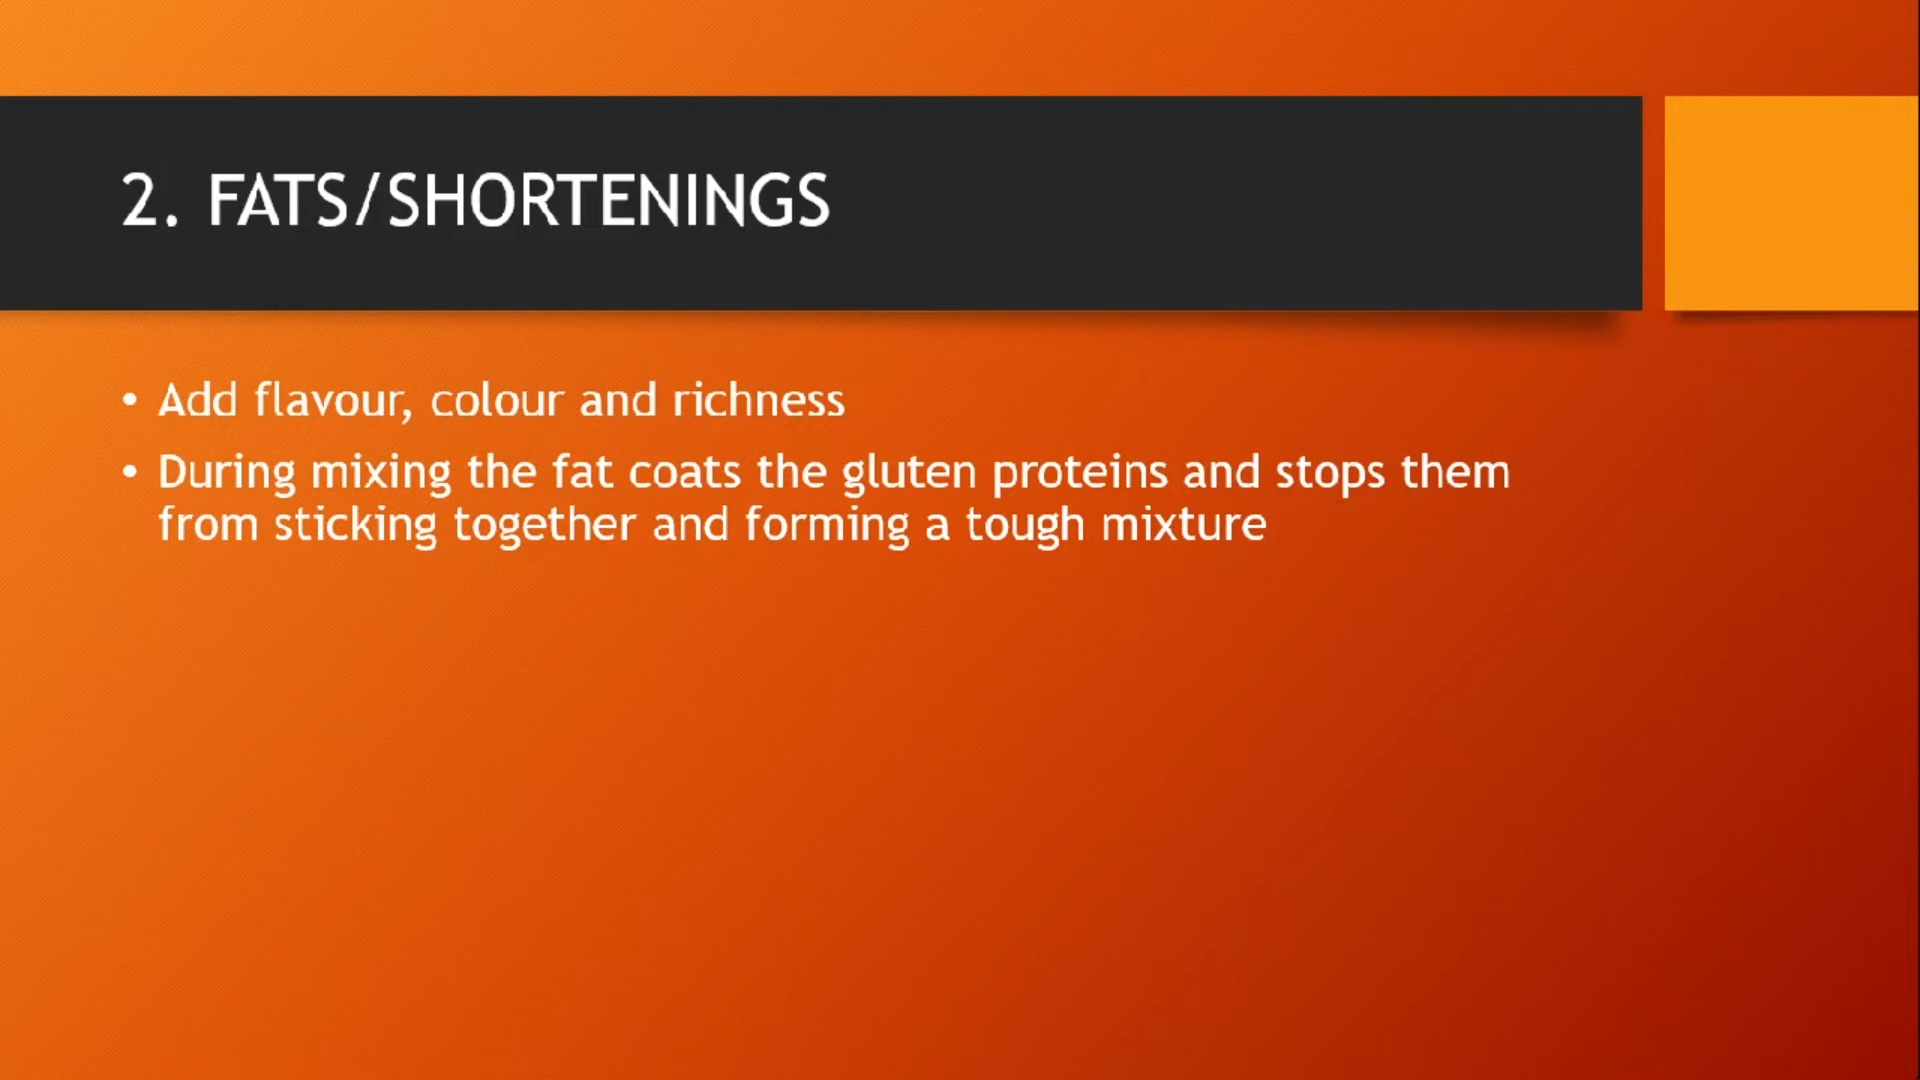 2. FATS/SHORTENINGS
• Add flavour, colour and richness
• During mixing the fat coats the gluten proteins and stops them
from sticking together and forming a tough mixture